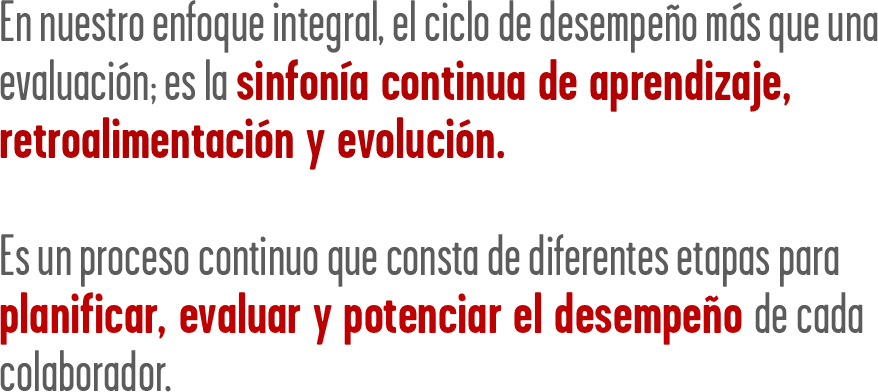 En nuestro enfoque integral, el ciclo de desempeño más que una
evaluación; es la sinfonía continua de aprendizaje,
retroalimentación y evolución.
Es un proceso continuo que consta de diferentes etapas para
planificar, evaluar y potenciar el desempeño de cada
colaborador.